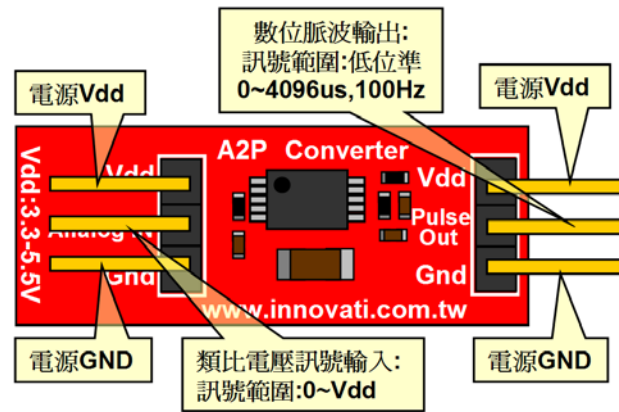 數位脈波輸出:
訊號範圍:低位準
0~4096us,100Hz
電源Vdd
電源Vdd
A2P Converter
Vdd:3.3-5.5V
Vdd
Vdd
Analog IN
Pulse
Out
Gnd
Gnd
www.innovati.com.tw
電源GND
類比電壓訊號輸入:
訊號範圍:0~Vdd
電源GND